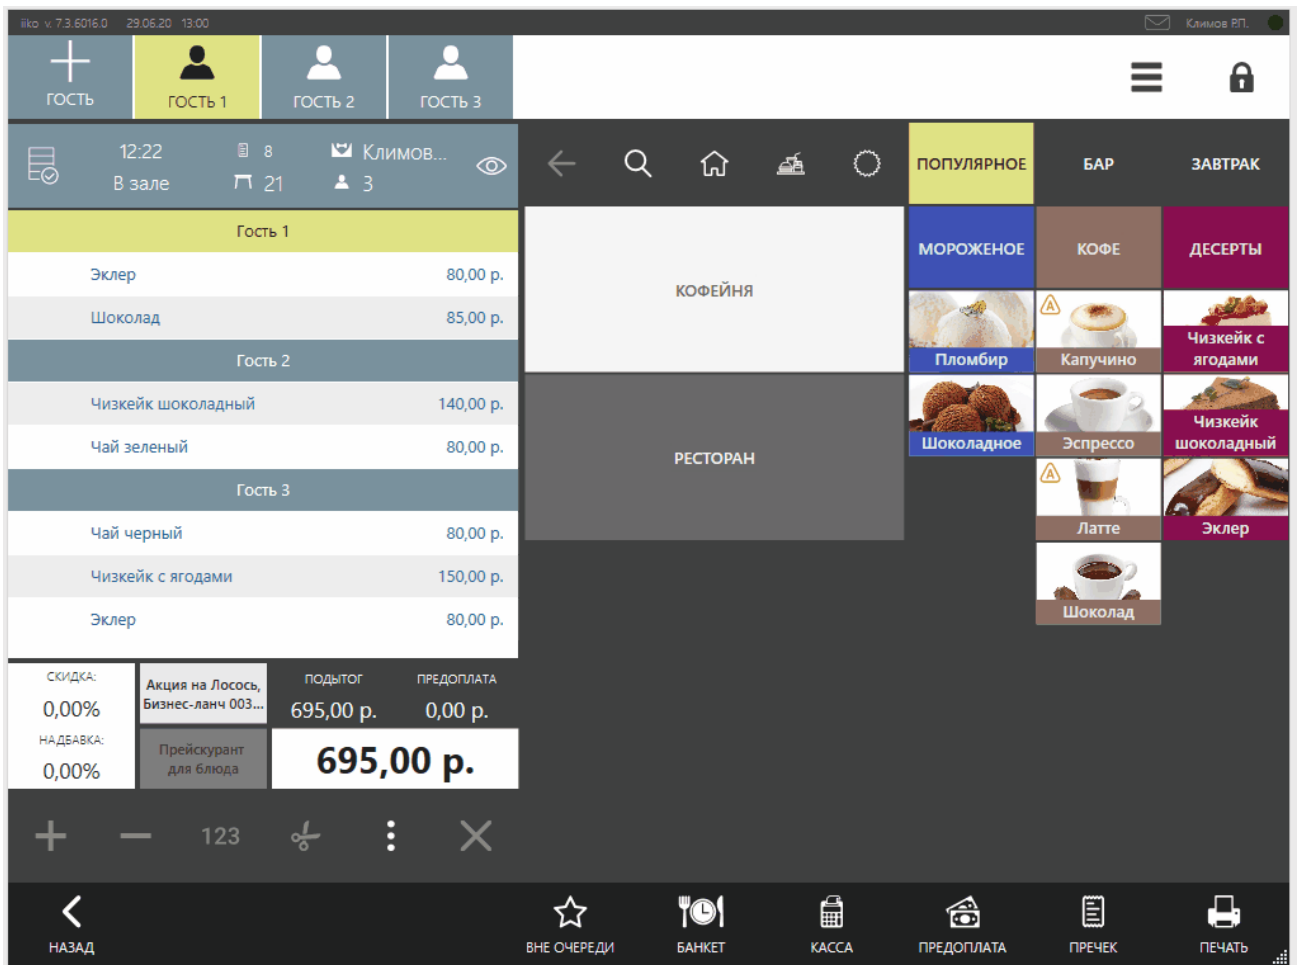 iiko v. 7.3.6016.0 29.06.20 13:00
Климов Р.П.
ГОСТЬ
ГОСТЬ 1
ГОСТЬ 2
ГОСТЬ 3
12:22
8
Климов...
В зале
21
3
Гость 1
Эклер 80,00 р.
Шоколад 85,00 р.
Гость 2
Чизкейк шоколадный 140,00 р.
Чай зеленый 80,00 р.
Гость 3
Чай черный 80,00 р.
Чизкейк с ягодами 150,00 р.
Эклер 80,00 р.
СКИДКА:
0,00%
НАДБАВКА:
0,00%
Акция на Лосось,
Бизнес-ланч 003...
Прейскурант
для блюда
ПОДЫТОГ
695,00 р.
ПРЕДОПЛАТА
0,00 р.
695,00 р.
123
КОФЕЙНЯ
РЕСТОРАН
ПОПУЛЯРНОЕ
БАР
ЗАВТРАК
МОРОЖЕНОЕ
КОФЕ
ДЕСЕРТЫ
Пломбир
А
Капучино
Чизкейк с
ягодами
Шоколадное
Эспрессо
Чизкейк
шоколадный
А
Латте
Эклер
Шоколад
НАЗАД
ВНЕ ОЧЕРЕДИ
БАНКЕТ
КАССА
ПРЕДОПЛАТА
ПРЕЧЕК
ПЕЧАТЬ